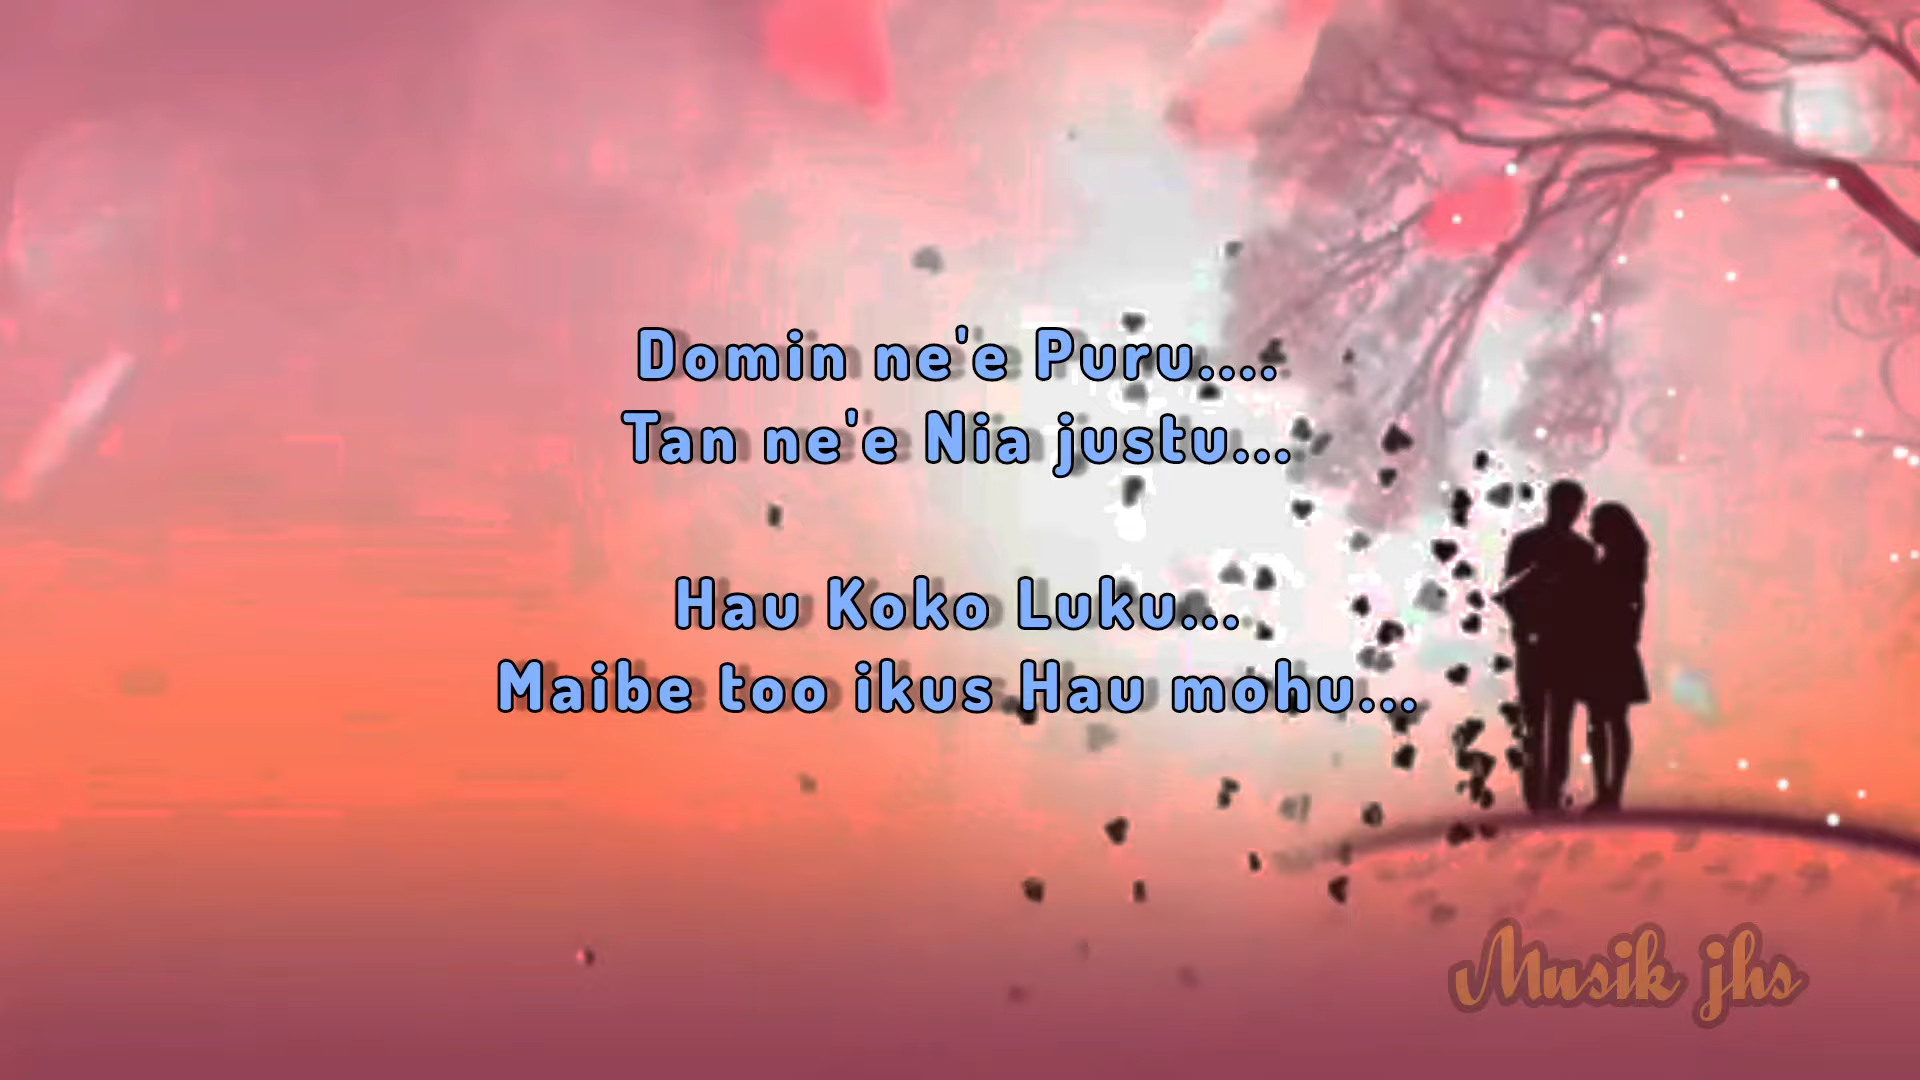 Domin ne'e Puru....
Tan ne'e Nia justu...
Hau Koko Luku...
Maibe too ikus Hau mohu...
Musik jhs